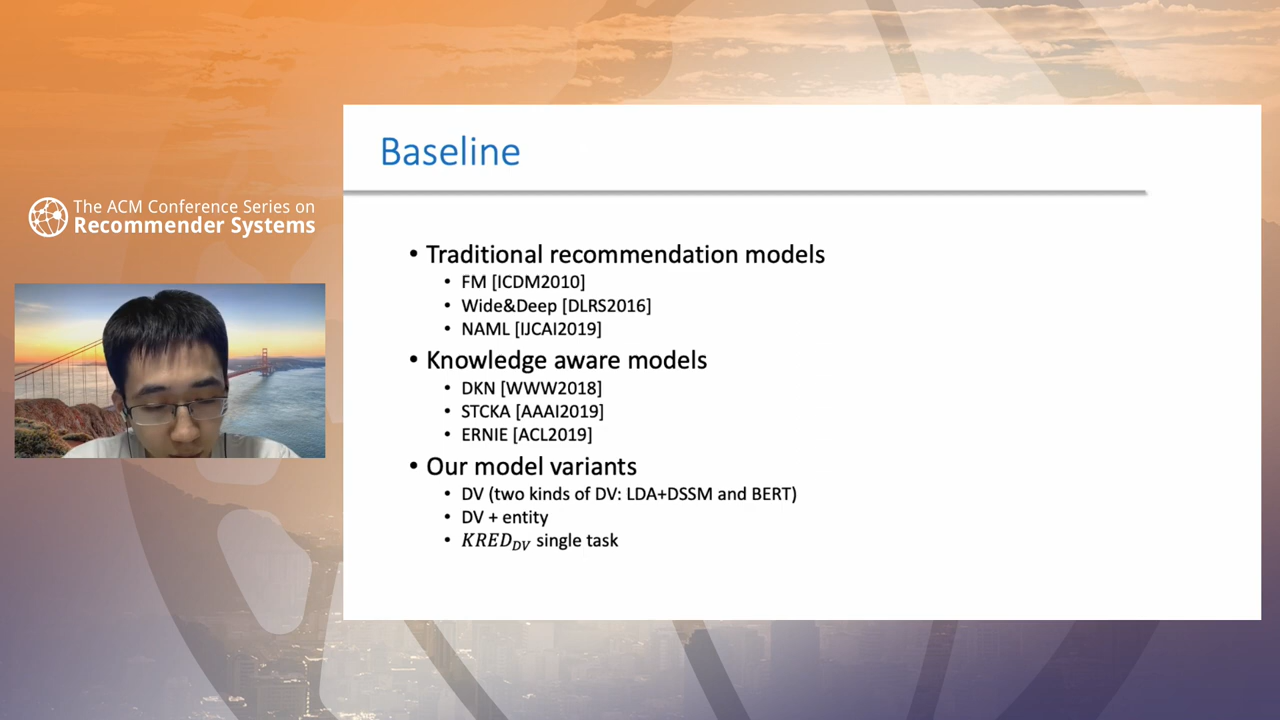 The ACM Conference Series on
Recommender Systems
Baseline
• Traditional recommendation models
• FM [ICDM2010]
• Wide&Deep [DLRS2016]
• NAML [IJCAI2019]
• Knowledge aware models
• DKN [WWW2018]
• STCKA [AAAI2019]
• ERNIE [ACL2019]
• Our model variants
• DV (two kinds of DV: LDA+DSSM and BERT)
• DV + entity
• KRED_DV single task